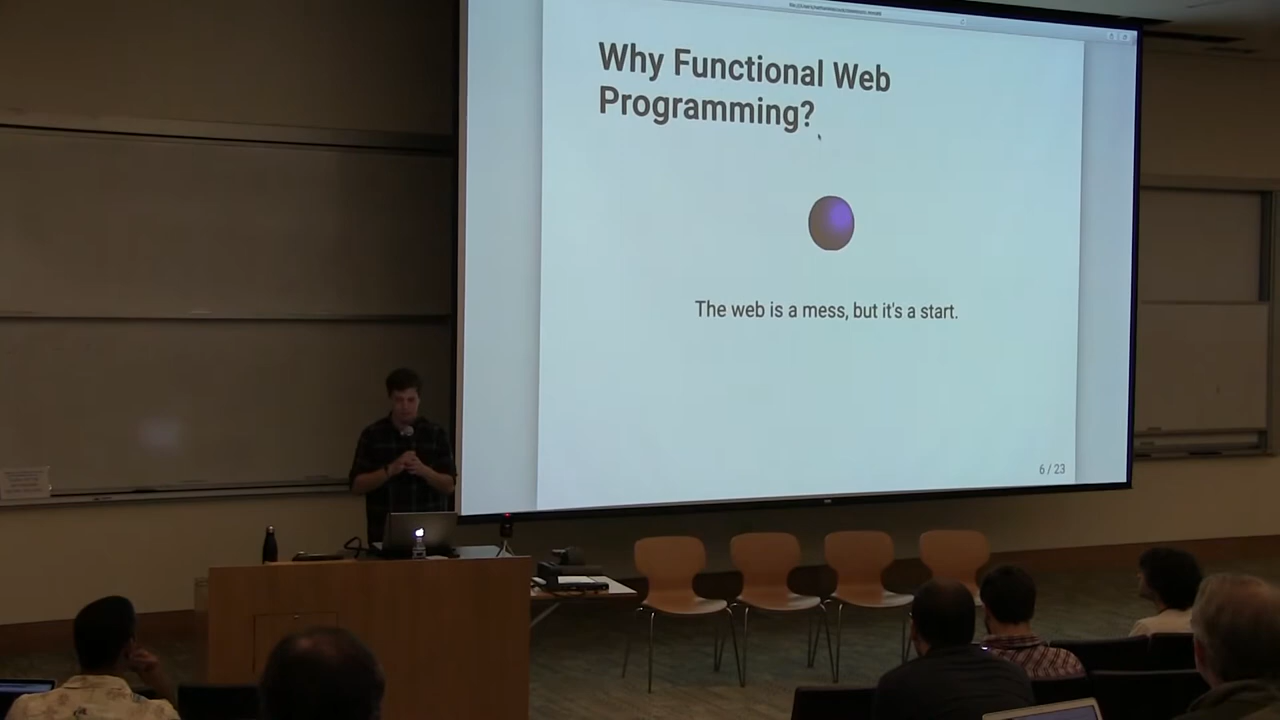 Why Functional Web
Programming?
The web is a mess, but it's a start.
6 / 23